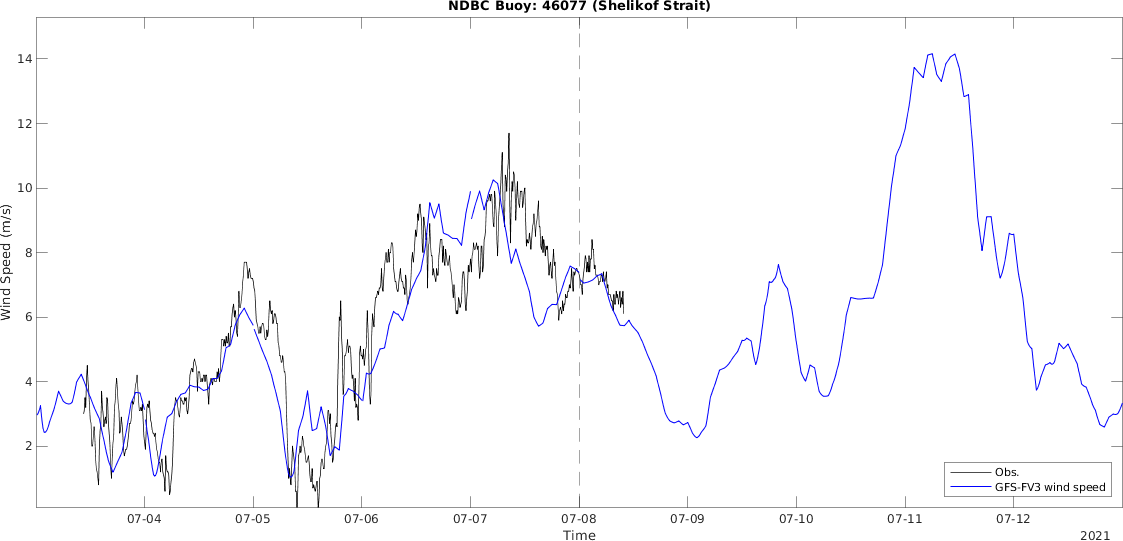 NDBC Buoy: 46077 (Shelikof Strait)
Wind Speed (m/s)
14
12
10
8
6
4
2
07-04 07-05 07-06 07-07 07-08 07-09 07-10 07-11 07-12
Time
2021
Obs.
GFS-FV3 wind speed